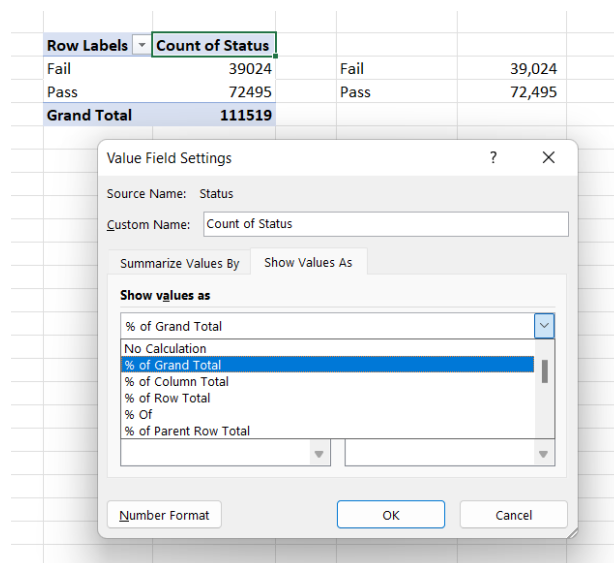 Row Labels Count of Status
Fail 39024 Fail 39,024
Pass 72495 Pass 72,495
Grand Total 111519
Value Field Settings ? 
Source Name: Status
Custom Name: Count of Status
Summarize Values By Show Values As
Show values as
% of Grand Total
No Calculation
% of Grand Total
% of Column Total
% of Row Total
% Of
% of Parent Row Total
Number Format OK Cancel